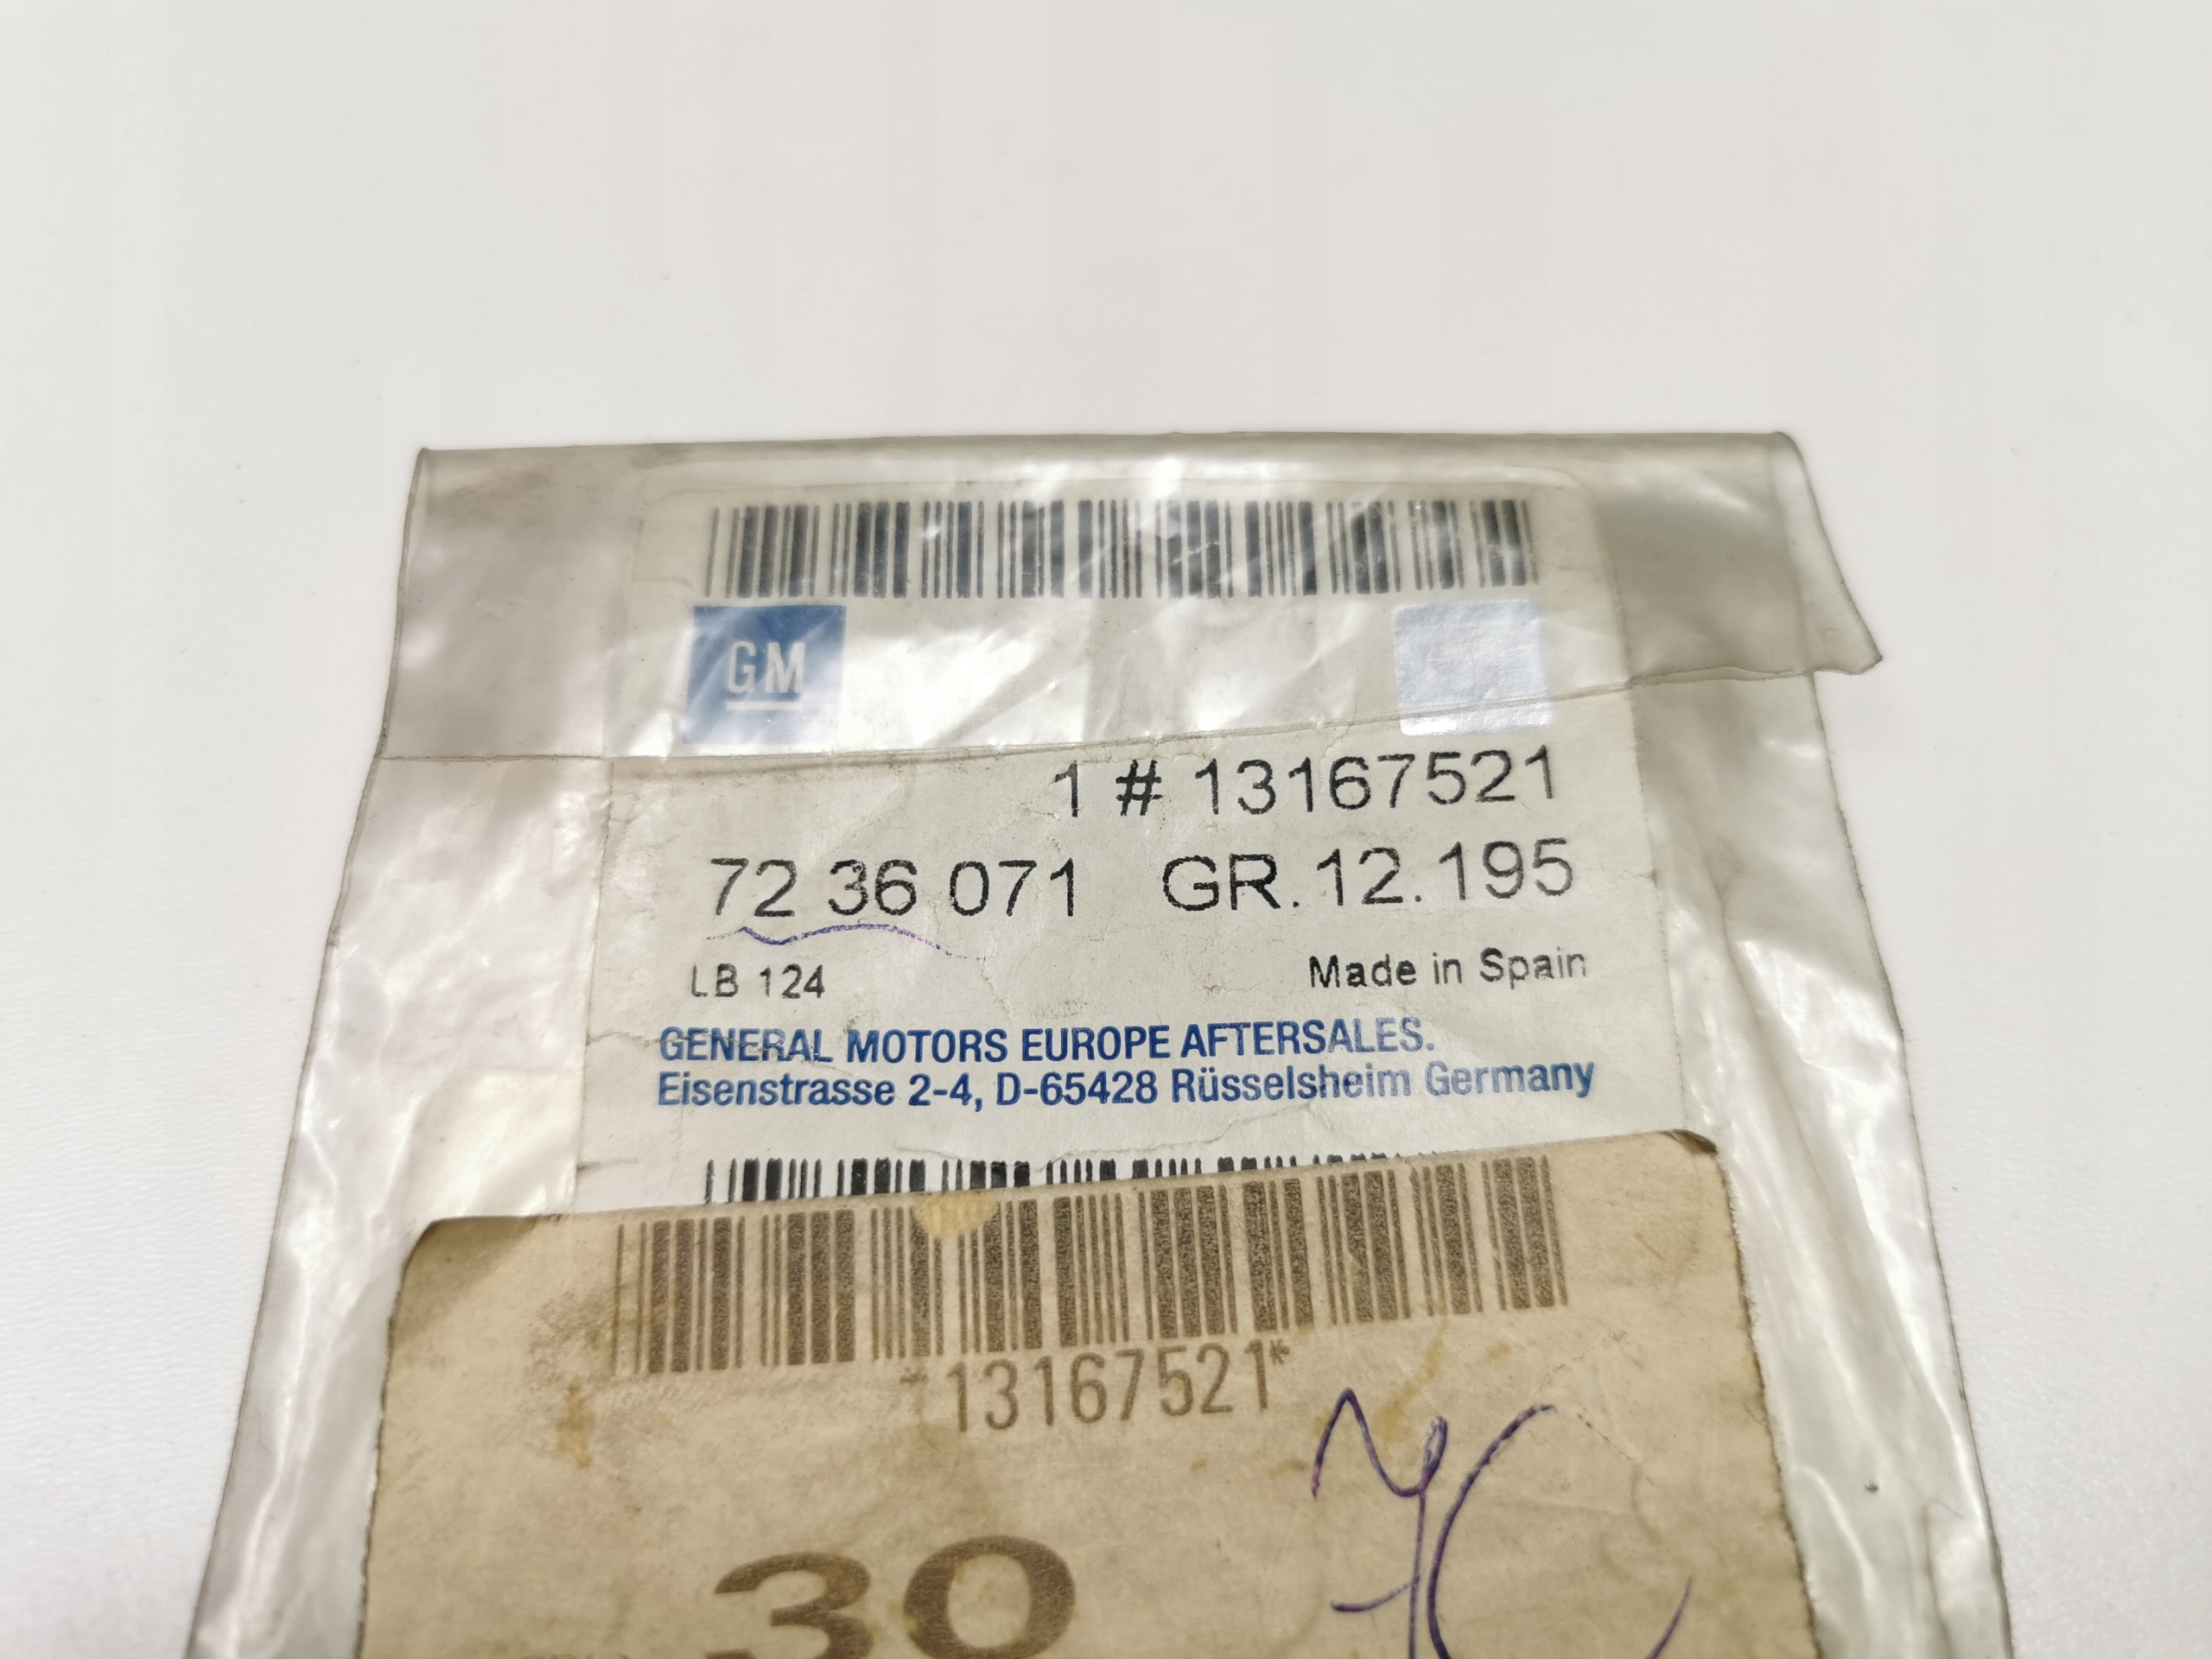 GM
1 # 13167521
72 36 071 GR. 12.195
LB 124 Made in Spain
GENERAL MOTORS EUROPE AFTERSALES.
Eisenstrasse 2-4, D-65428 Rüsselsheim Germany
*13167521*
30